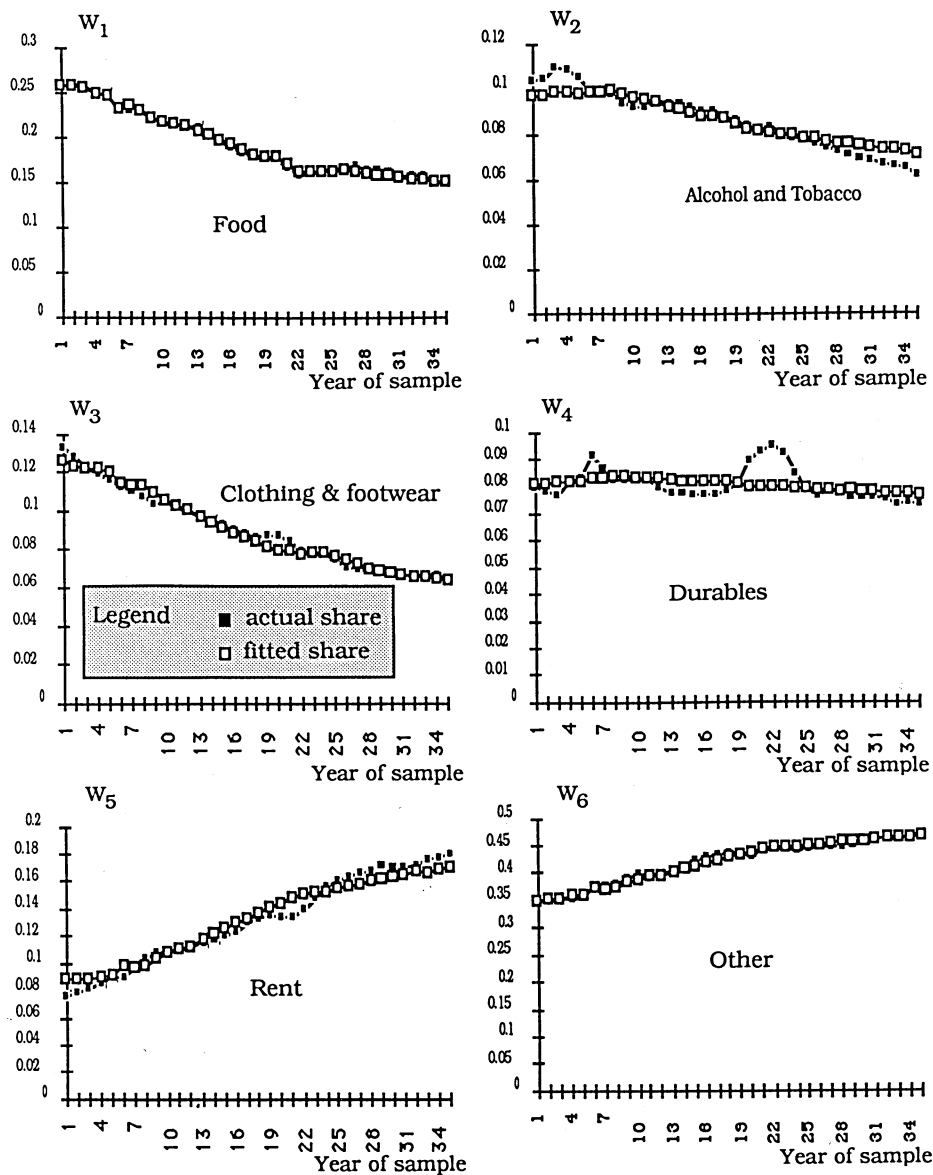 W1
0.3
0.25
0.2
0.15
0.1
0.05
0
1 4 7 10 13 16 19 22 25 28 31 34
Food
Year of sample
W2
0.12
0.1
0.08
0.06
0.04
0.02
0
1 4 7 10 13 16 19 22 25 28 31 34
Alcohol and Tobacco
Year of sample
W3
0.14
0.12
0.1
0.08
0.06
0.04
0.02
0
1 4 7 10 13 16 19 22 25 28 31 34
Clothing & footwear
Legend
actual share
fitted share
Year of sample
W4
0.1
0.09
0.08
0.07
0.06
0.05
0.04
0.03
0.02
0.01
0
1 4 7 10 13 16 19 22 25 28 31 34
Durables
Year of sample
W5
0.2
0.18
0.16
0.14
0.12
0.1
0.08
0.06
0.04
0.02
0
1 4 7 10 13 16 19 22 25 28 31 34
Rent
Year of sample
W6
0.5
0.45
0.4
0.35
0.3
0.25
0.2
0.15
0.1
0.05
0
1 4 7 10 13 16 19 22 25 28 31 34
Other
Year of sample